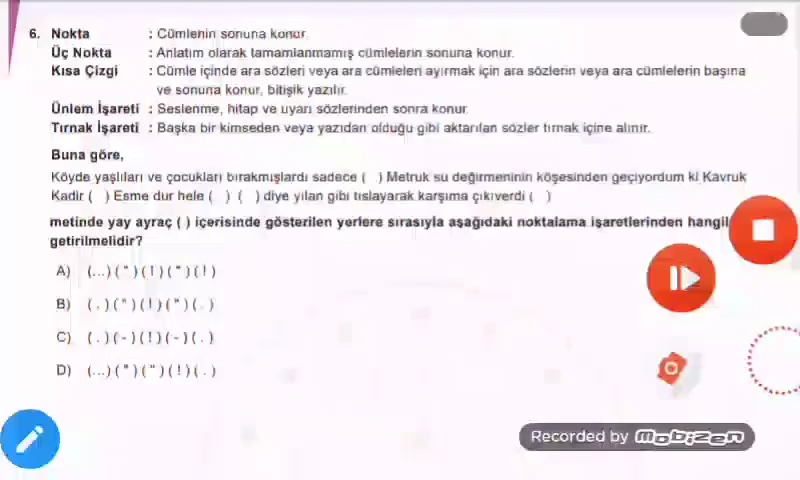 6. Nokta : Cümlenin sonuna konur.
Üç Nokta : Anlatım olarak tamamlanmamış cümlelerin sonuna konur.
Kısa Çizgi : Cümle içinde ara sözleri veya ara cümleleri ayırmak için ara sözlerin veya ara cümlelerin başına
ve sonuna konur, bitişik yazılır.
Ünlem İşareti : Seslenme, hitap ve uyarı sözlerinden sonra konur.
Tırnak İşareti : Başka bir kimseden veya yazıdan olduğu gibi aktarılan sözler tırnak içine alınır.
Buna göre,
Köyde yaşlıları ve çocukları bırakmışlardı sadece ( ) Metruk su değirmeninin köşesinden geçiyordum ki Kavruk
Kadir ( ) Esme dur hele ( ) ( ) diye yılan gibi tıslayarak karşıma çıkıverdi ( )
metinde yay ayraç ( ) içerisinde gösterilen yerlere sırasıyla aşağıdaki noktalama işaretlerinden hangil
getirilmelidir?
A) (...) ( " ) ( ! ) ( " ) ( ! )
B) ( . ) ( " ) ( ! ) ( " ) ( . )
C) ( . ) ( - ) ( ! ) ( - ) ( . )
D) (...) ( " ) ( " ) ( ! ) ( . )
Recorded by Mobizen